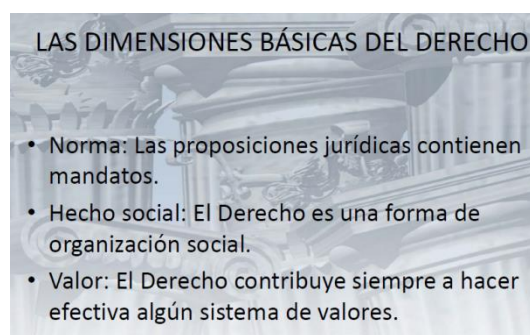 LAS DIMENSIONES BÁSICAS DEL DERECHO
• Norma: Las proposiciones jurídicas contienen
mandatos.
• Hecho social: El Derecho es una forma de
organización social.
• Valor: El Derecho contribuye siempre a hacer
efectiva algún sistema de valores.